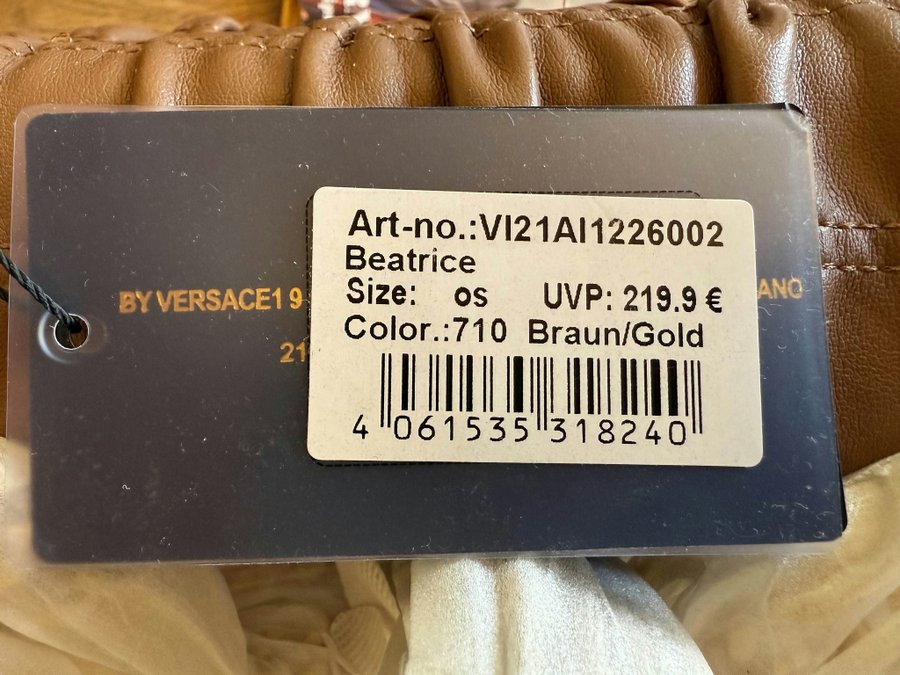 Art-no.:VI21AI1226002
Beatrice
Size: os UVP: 219.9 €
Color.:710 Braun/Gold
4 061535 318240
BY VERSACE1 9
21